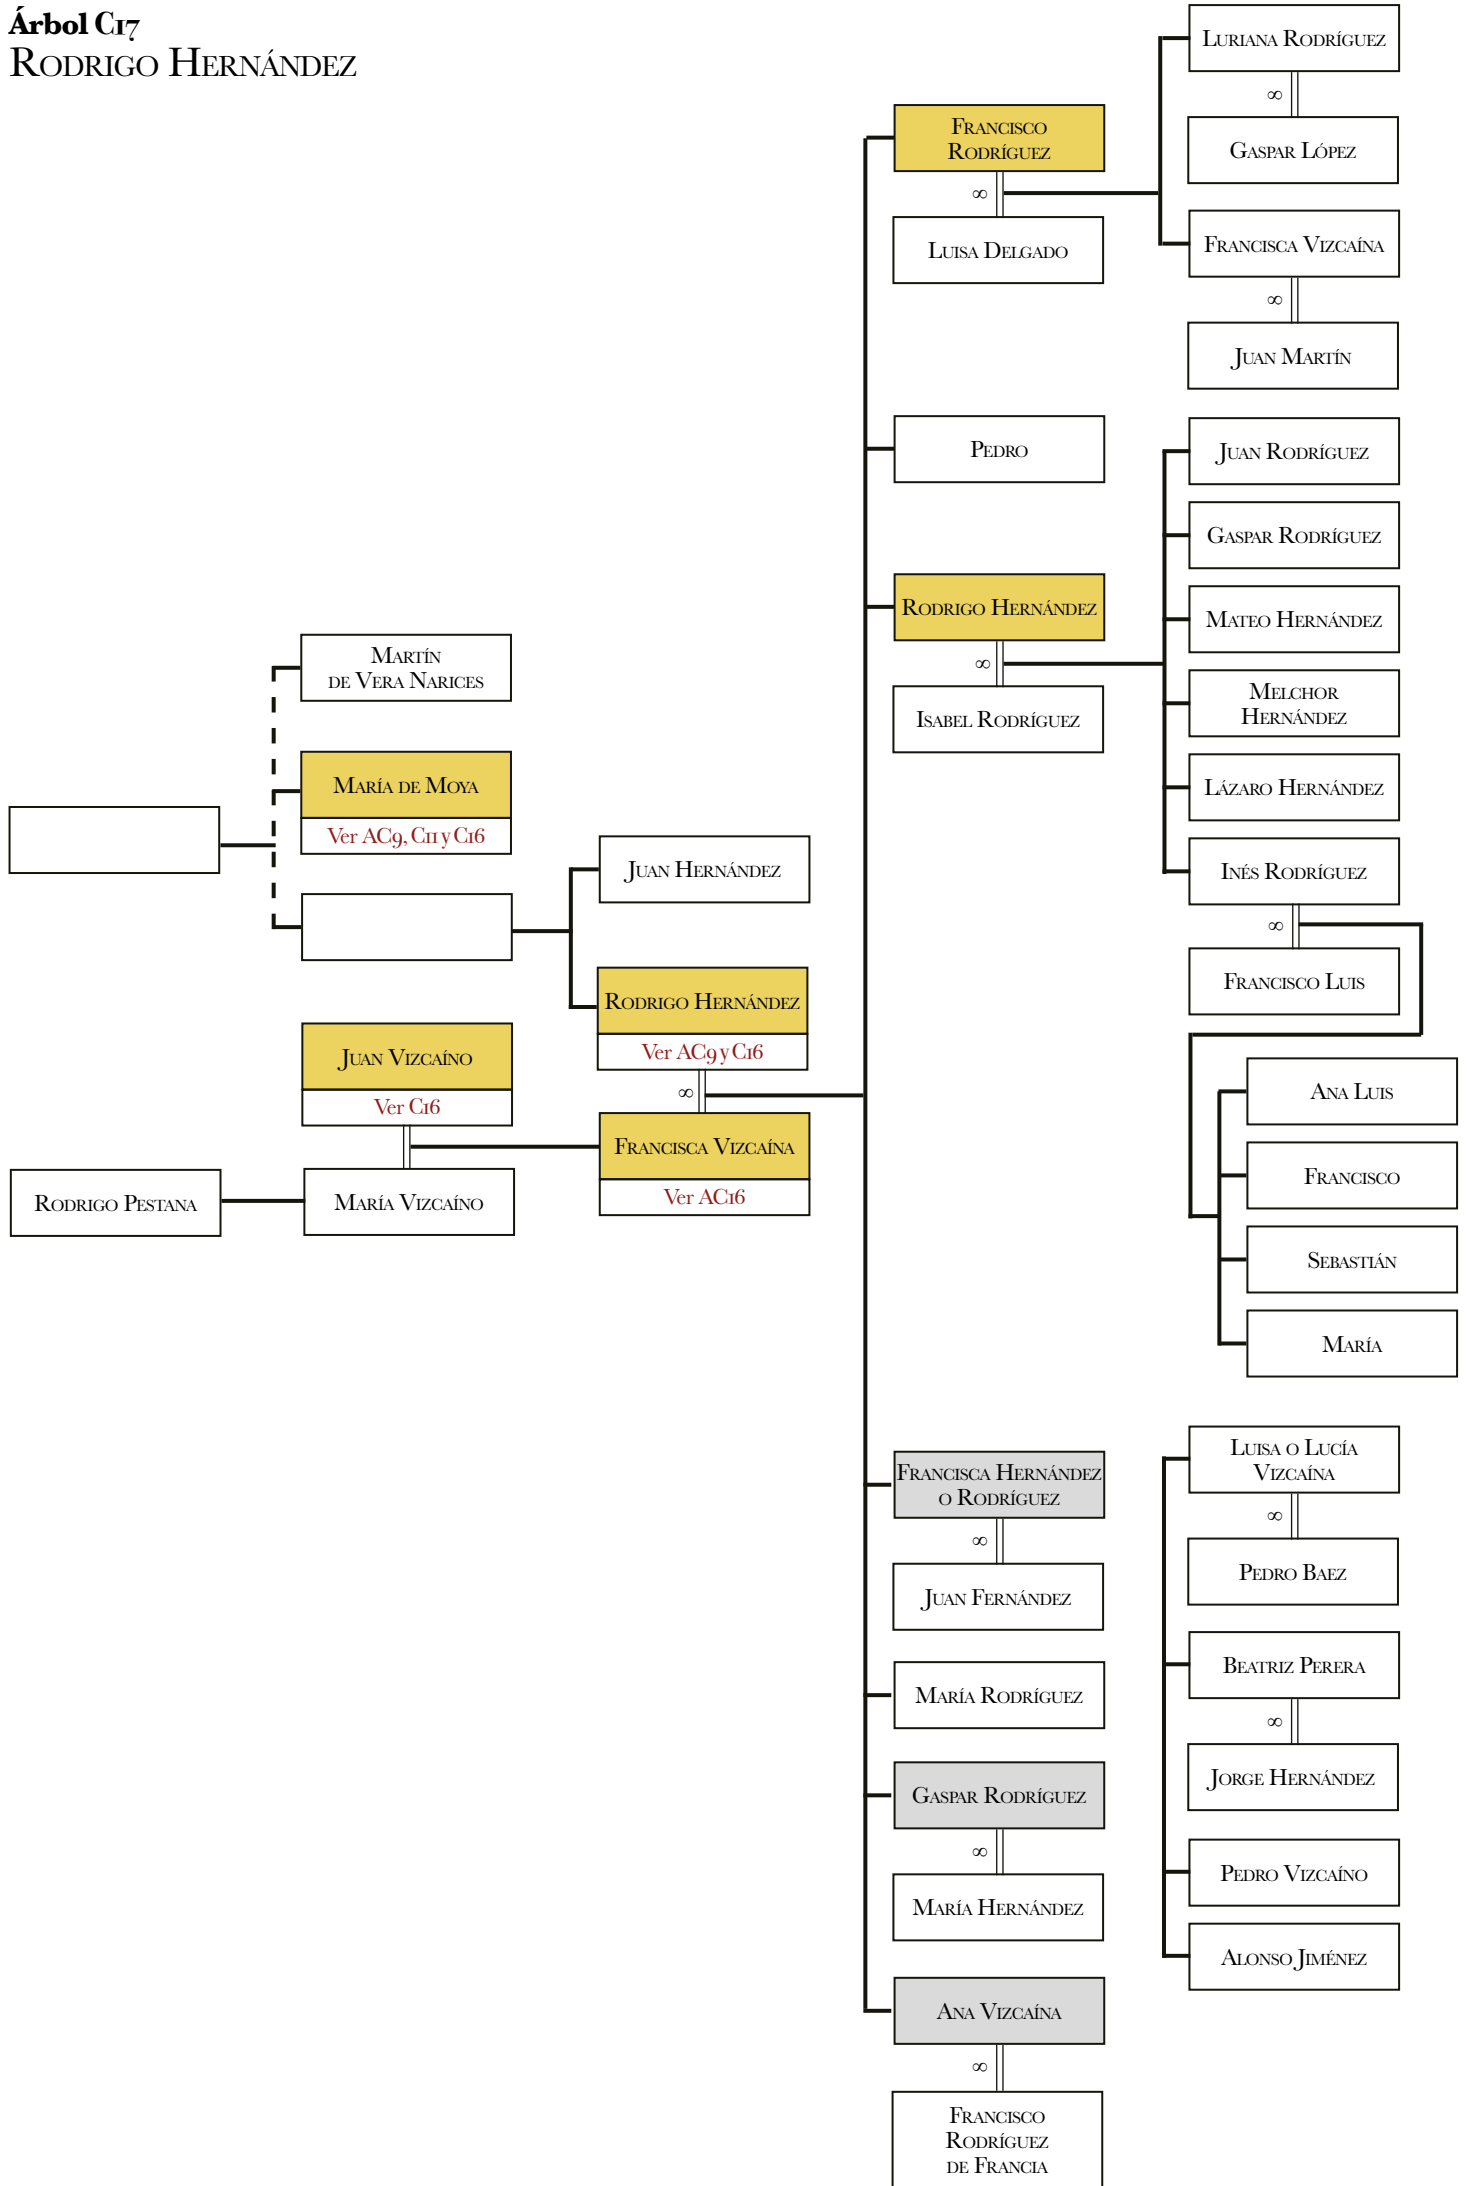 Árbol C17
Rodrigo Hernández
Luriana Rodríguez
∞
Gaspar López
Francisco
Rodríguez
∞
Luisa Delgado
Francisca Vizcaína
∞
Juan Martín
Pedro
Juan Rodríguez
Gaspar Rodríguez
Rodrigo Hernández
∞
Isabel Rodríguez
Mateo Hernández
Melchor
Hernández
Lázaro Hernández
Inés Rodríguez
∞
Francisco Luis
Martín
de Vera Narices
María de Moya
Ver AC9, C11 y C16
Juan Hernández
Rodrigo Hernández
Ver AC9 y C16
∞
Juan Vizcaíno
Ver C16
Francisca Vizcaína
Ver AC16
Rodrigo Pestana
María Vizcaíno
Ana Luis
Francisco
Sebastián
María
Francisca Hernández
o Rodríguez
∞
Juan Fernández
Luisa o Lucía
Vizcaína
∞
Pedro Baez
María Rodríguez
Beatriz Perera
∞
Jorge Hernández
Gaspar Rodríguez
∞
María Hernández
Pedro Vizcaíno
Alonso Jiménez
Ana Vizcaína
∞
Francisco
Rodríguez
de Francia